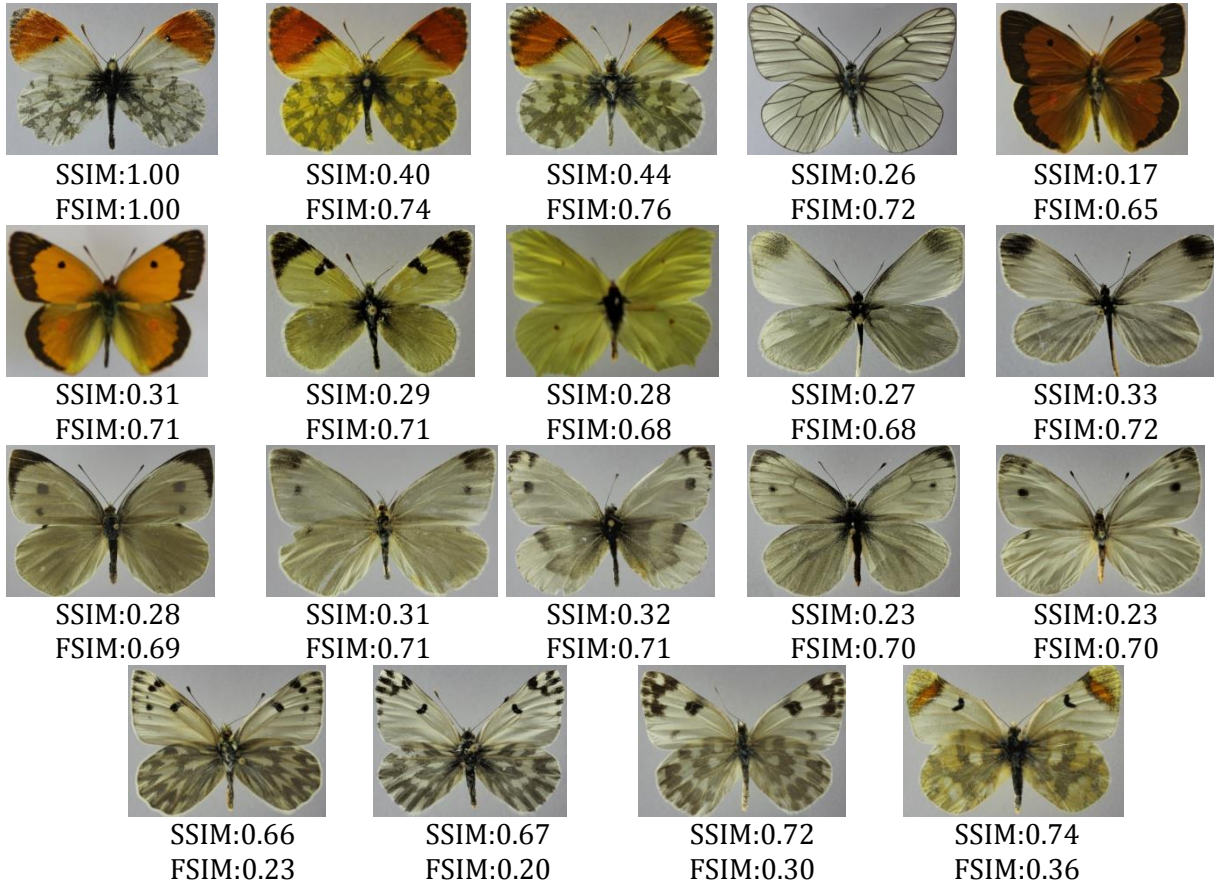 SSIM:1.00 SSIM:0.40 SSIM:0.44 SSIM:0.26 SSIM:0.17
FSIM:1.00 FSIM:0.74 FSIM:0.76 FSIM:0.72 FSIM:0.65
SSIM:0.31 SSIM:0.29 SSIM:0.28 SSIM:0.27 SSIM:0.33
FSIM:0.71 FSIM:0.71 FSIM:0.68 FSIM:0.68 FSIM:0.72
SSIM:0.28 SSIM:0.31 SSIM:0.32 SSIM:0.23 SSIM:0.23
FSIM:0.69 FSIM:0.71 FSIM:0.71 FSIM:0.70 FSIM:0.70
SSIM:0.66 SSIM:0.67 SSIM:0.72 SSIM:0.74
FSIM:0.23 FSIM:0.20 FSIM:0.30 FSIM:0.36